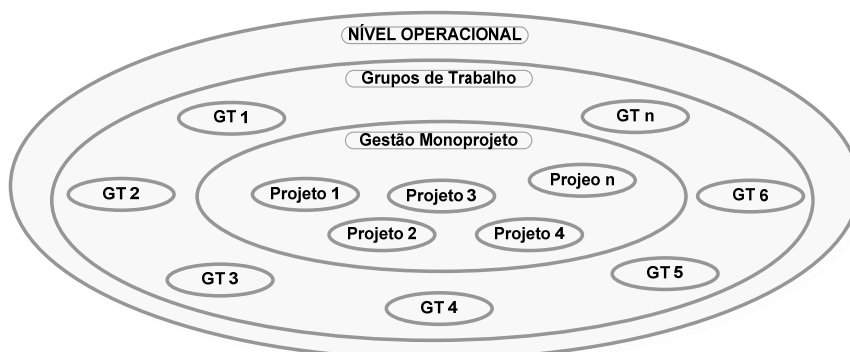 NÍVEL OPERACIONAL
Grupos de Trabalho
GT 1
GT n
Gestão Monoprojeto
GT 2
Projeto 1
Projeto 3
Projeo n
GT 6
Projeto 2
Projeto 4
GT 3
GT 5
GT 4